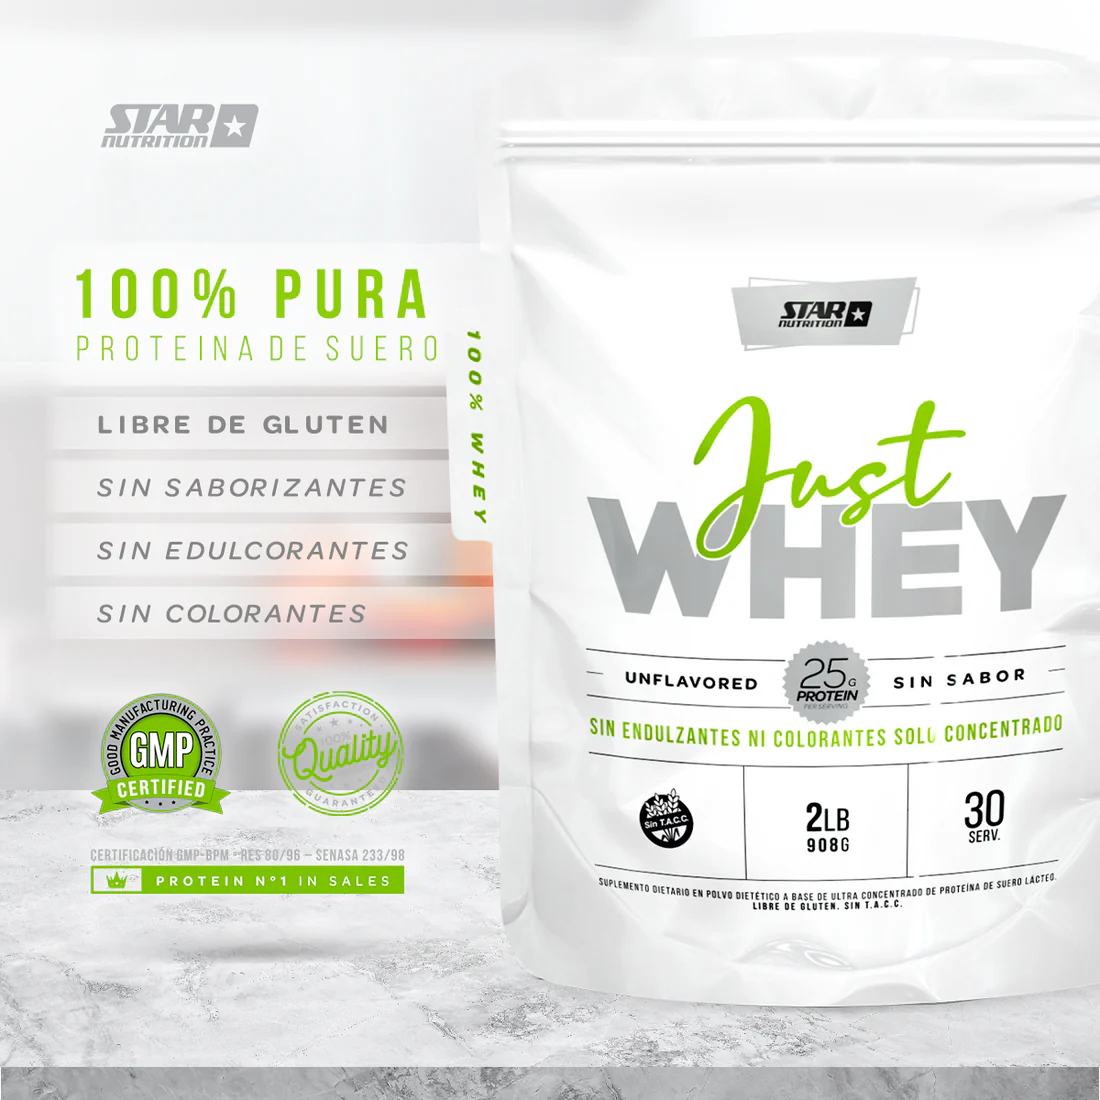 STAR
NUTRITION
100% PURA
PROTEINA DE SUERO
LIBRE DE GLUTEN
SIN SABORIZANTES
SIN EDULCORANTES
SIN COLORANTES
GOOD MANUFACTURING PRACTICE
GMP
CERTIFIED
SATISFACTION
100%
Quality
GUARANTEE
CERTIFICACIÓN GMP-BPM - RES 80/96 – SENASA 233/98
PROTEIN Nº1 IN SALES
100% WHEY
STAR
NUTRITION
Just
WHEY
UNFLAVORED
25G
PROTEIN
PER SERVING
SIN SABOR
SIN ENDULZANTES NI COLORANTES SOLO CONCENTRADO
Sin T.A.C.C.
2LB
908G
30
SERV.
SUPLEMENTO DIETARIO EN POLVO DIETÉTICO A BASE DE ULTRA CONCENTRADO DE PROTEÍNA DE SUERO LÁCTEO.
LIBRE DE GLUTEN. SIN T.A.C.C.